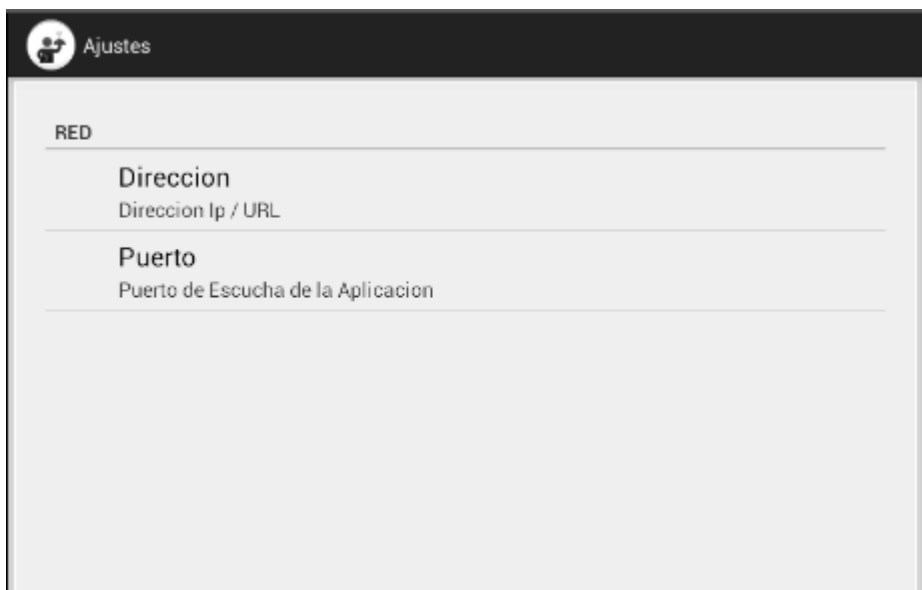 Ajustes
RED
Direccion
Direccion Ip / URL
Puerto
Puerto de Escucha de la Aplicacion